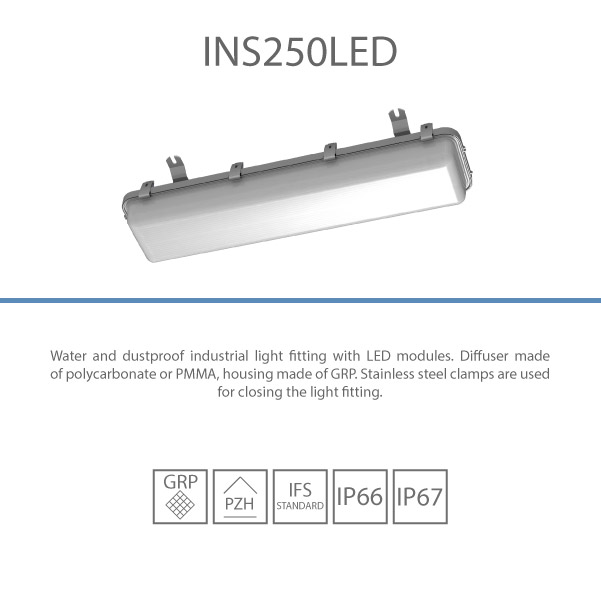 INS250LED
Water and dustproof industrial light fitting with LED modules. Diffuser made
of polycarbonate or PMMA, housing made of GRP. Stainless steel clamps are used
for closing the light fitting.
GRP
PZH
IFS
STANDARD
IP66
IP67